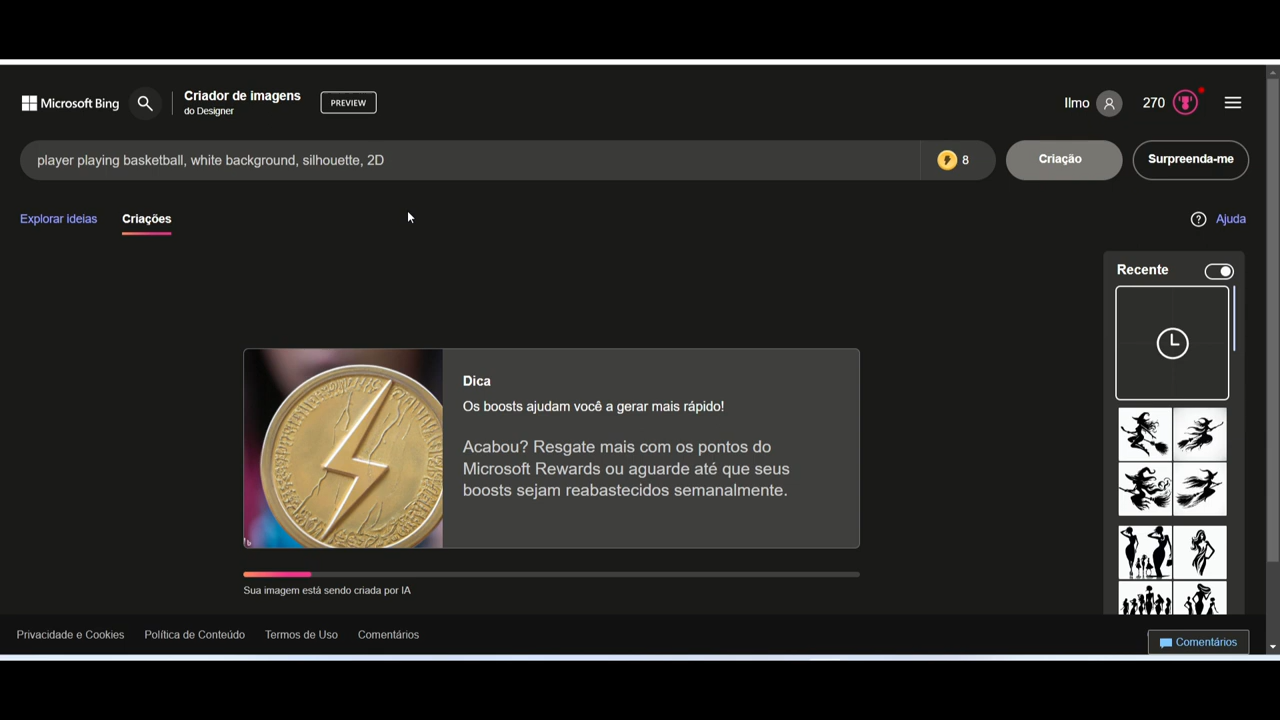 Microsoft Bing
Criador de imagens
do Designer
PREVIEW
Ilmo
270
player playing basketball, white background, silhouette, 2D
8
Criação
Surpreenda-me
Explorar ideias
Criações
Ajuda
Recente
Dica
Os boosts ajudam você a gerar mais rápido!
Acabou? Resgate mais com os pontos do
Microsoft Rewards ou aguarde até que seus
boosts sejam reabastecidos semanalmente.
Sua imagem está sendo criada por IA
Privacidade e Cookies
Política de Conteúdo
Termos de Uso
Comentários
Comentários